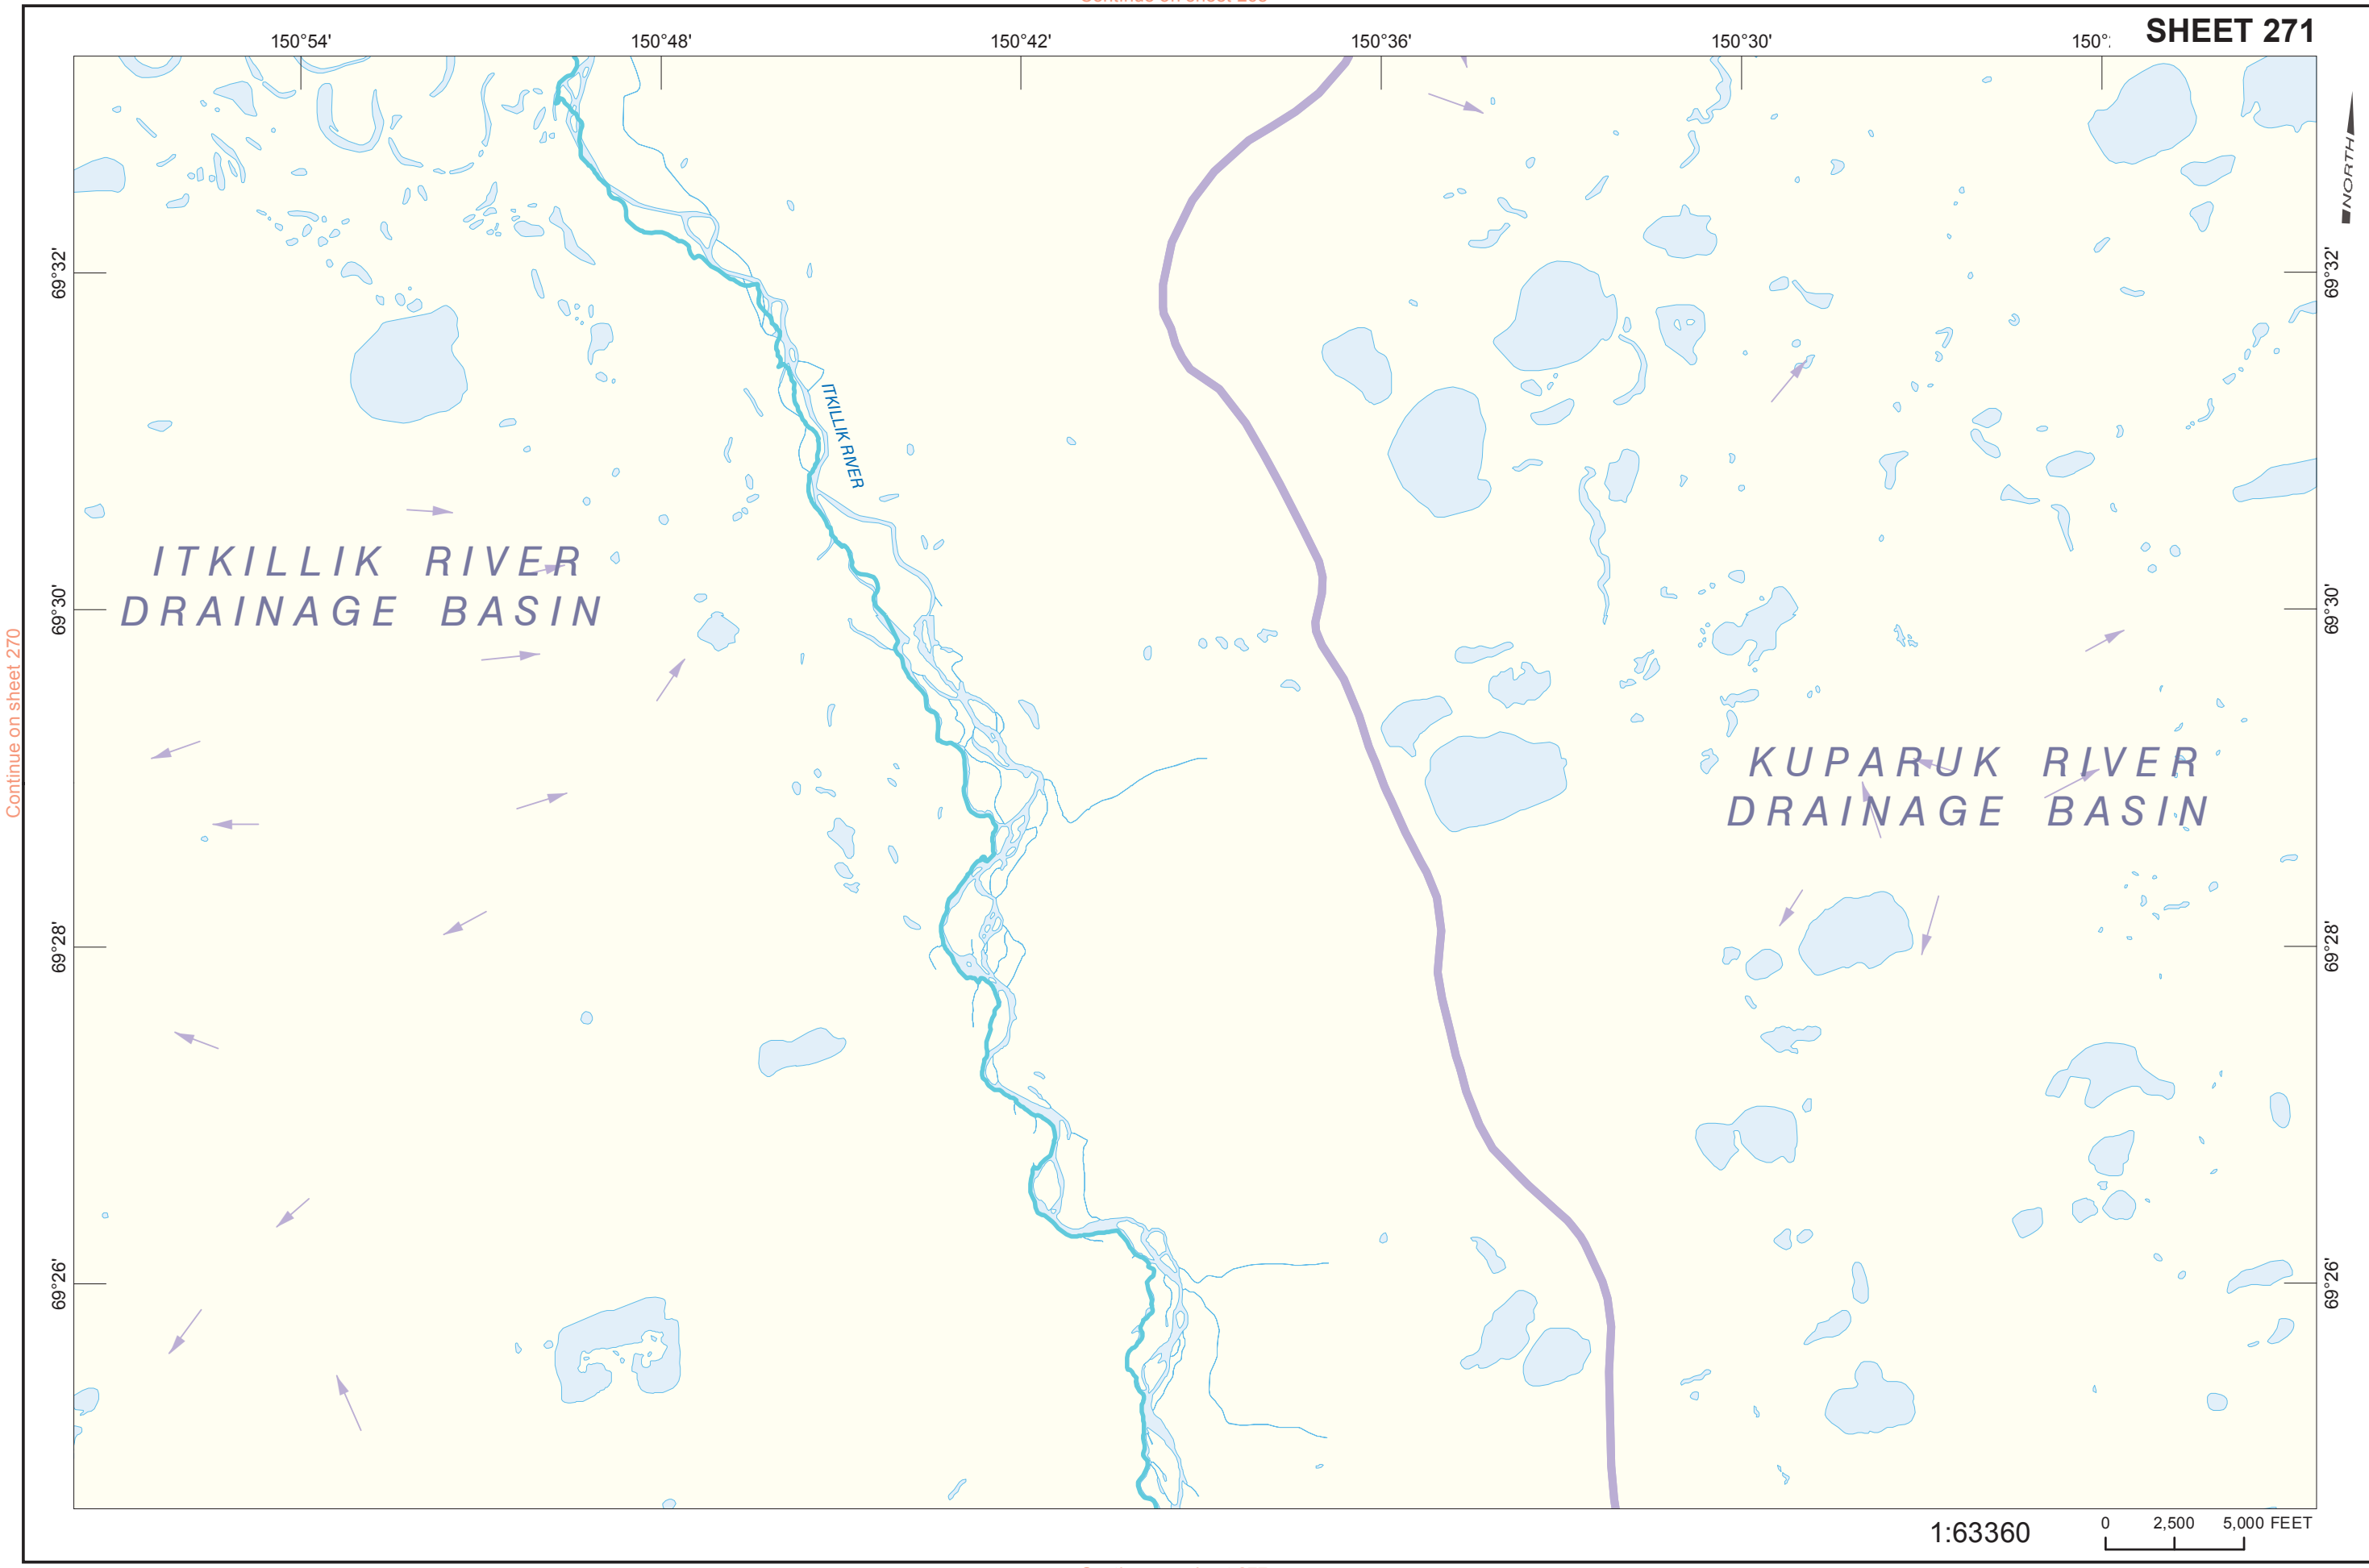 SHEET 271
150°54'
150°48'
150°42'
150°36'
150°30'
NORTH
69°32'
69°32'
ITKILLIK RIVER
ITKILLIK RIVER
DRAINAGE BASIN
69°30'
69°30'
Continue on sheet 270
KUPARUK RIVER
DRAINAGE BASIN
69°28'
69°28'
69°26'
69°26'
1:63360
0 2,500 5,000 FEET